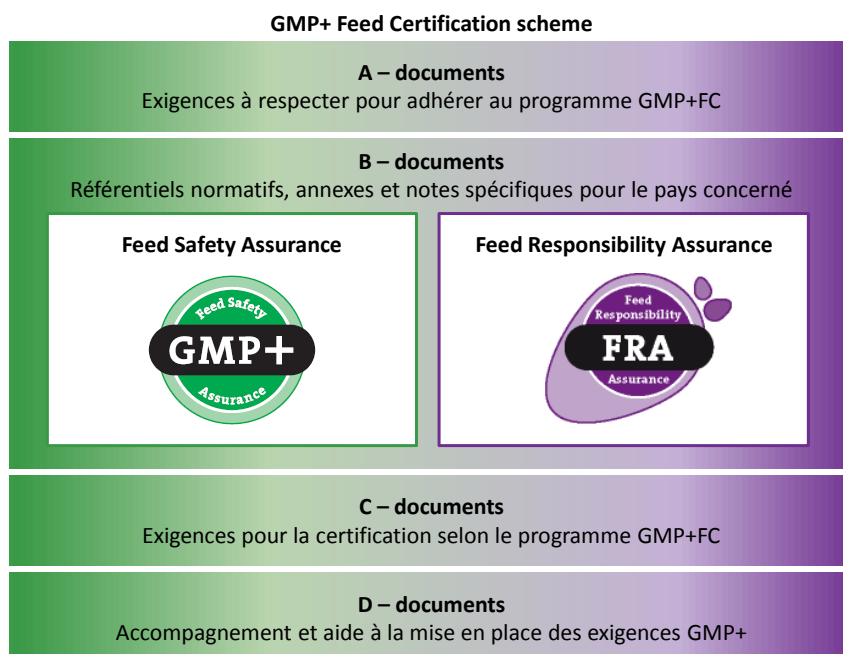 GMP+ Feed Certification scheme
A – documents
Exigences à respecter pour adhérer au programme GMP+FC
B – documents
Référentiels normatifs, annexes et notes spécifiques pour le pays concerné
Feed Safety Assurance
Feed Safety
GMP+
Assurance
Feed Responsibility Assurance
Feed
Responsibility
FRA
Assurance
C – documents
Exigences pour la certification selon le programme GMP+FC
D – documents
Accompagnement et aide à la mise en place des exigences GMP+